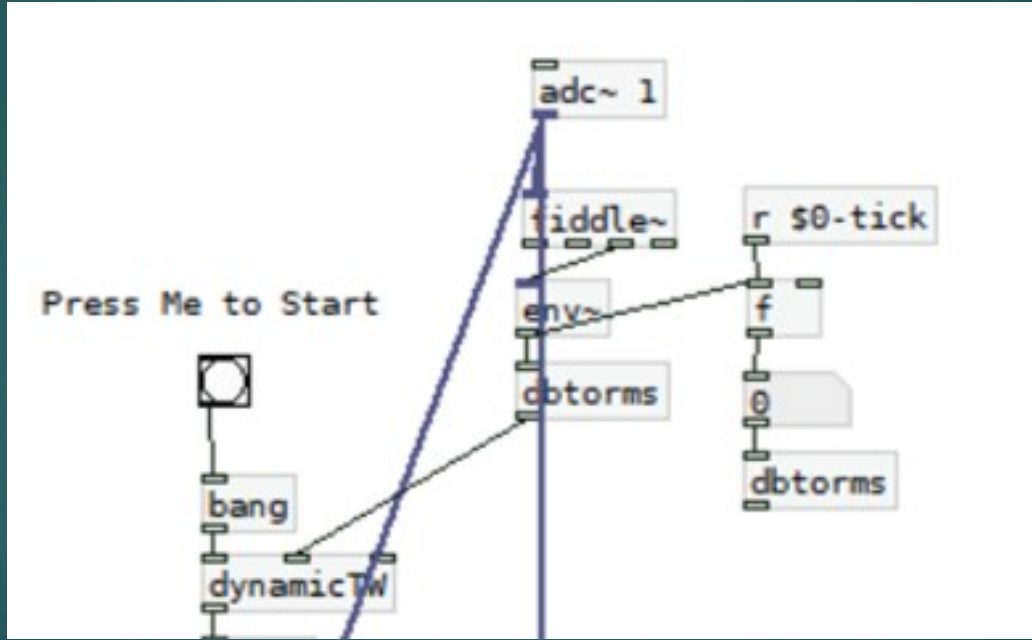 adc~ 1
fiddle~
r $0-tick
Press Me to Start
env~
f
dbtorms
0
dbtorms
bang
dynamicTW